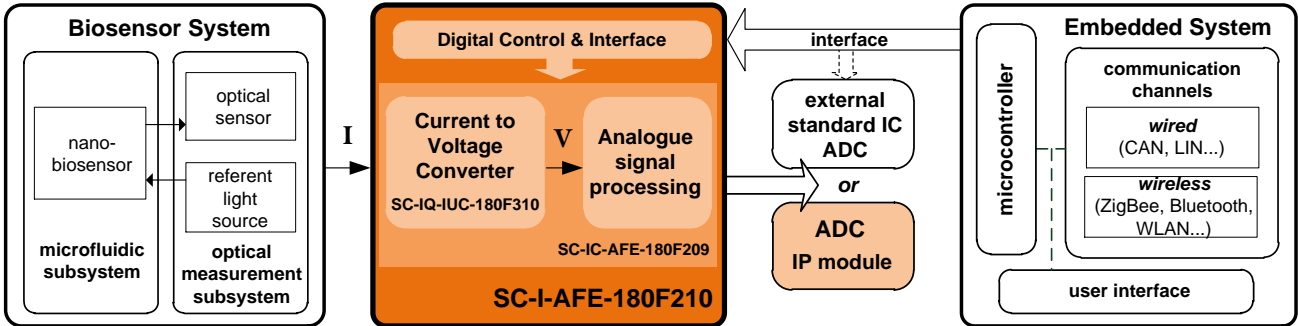 Biosensor System
nano-
biosensor
microfluidic
subsystem
optical
sensor
referent
light
source
optical
measurement
subsystem
I
Digital Control & Interface
Current to
Voltage
Converter
SC-IQ-IUC-180F310
V
Analogue
signal
processing
SC-IC-AFE-180F209
SC-I-AFE-180F210
interface
external
standard IC
ADC
or
ADC
IP module
Embedded System
microcontroller
communication
channels
wired
(CAN, LIN...)
wireless
(ZigBee, Bluetooth,
WLAN...)
user interface